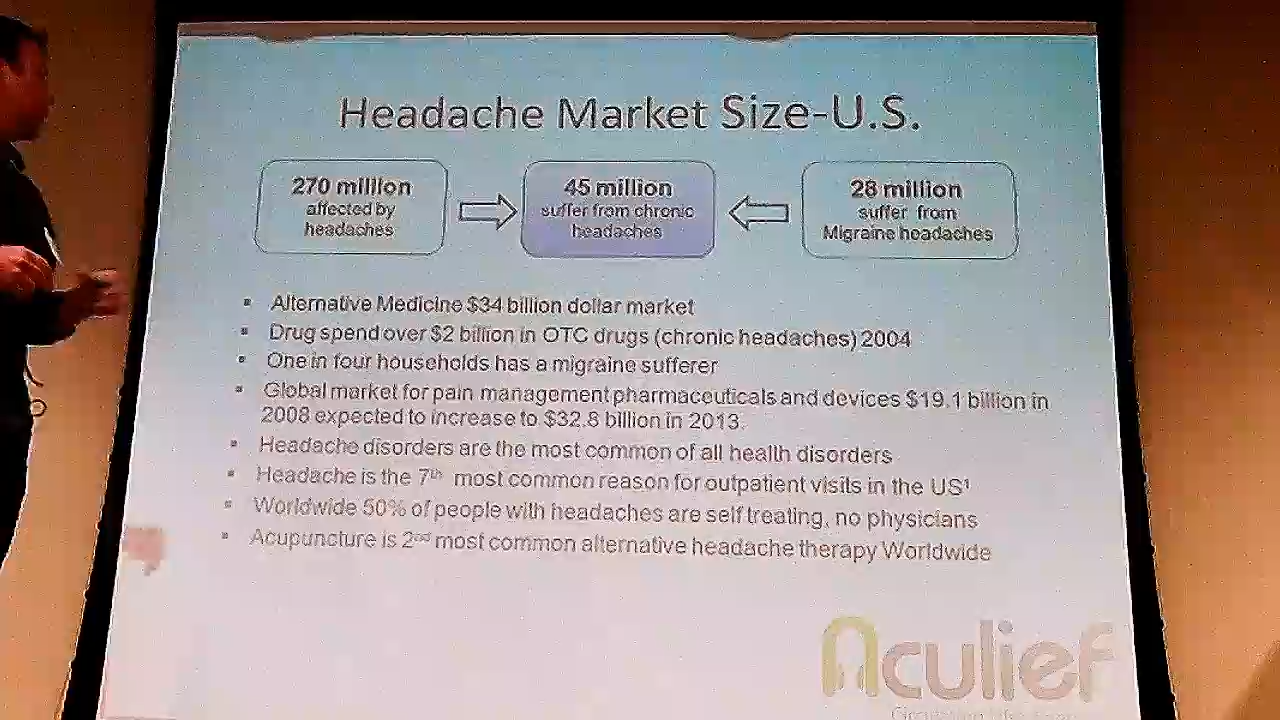 Headache Market Size-U.S.
270 million
affected by
headaches
45 million
suffer from chronic
headaches
28 million
suffer from
Migraine headaches
▪ Alternative Medicine $34 billion dollar market
▪ Drug spend over $2 billion in OTC drugs (chronic headaches) 2004
▪ One in four households has a migraine sufferer
▪ Global market for pain management pharmaceuticals and devices $19.1 billion in
2008 expected to increase to $32.8 billion in 2013.
▪ Headache disorders are the most common of all health disorders
▪ Headache is the 7th most common reason for outpatient visits in the US¹
▪ Worldwide 50% of people with headaches are self treating, no physicians
▪ Acupuncture is 2nd most common alternative headache therapy Worldwide
Aculief